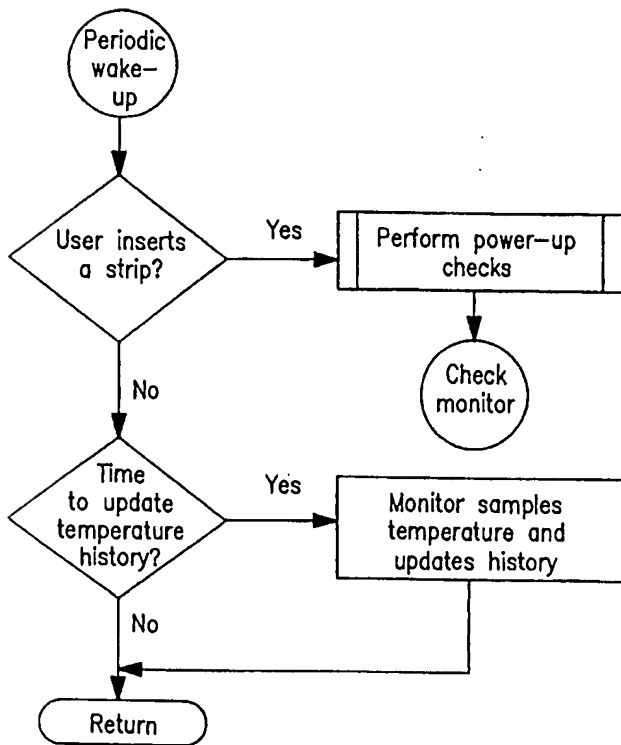 Periodic
wake-
up
User inserts
a strip?
Yes
Perform power-up
checks
No
Check
monitor
Time
to update
temperature
history?
Yes
Monitor samples
temperature and
updates history
No
Return